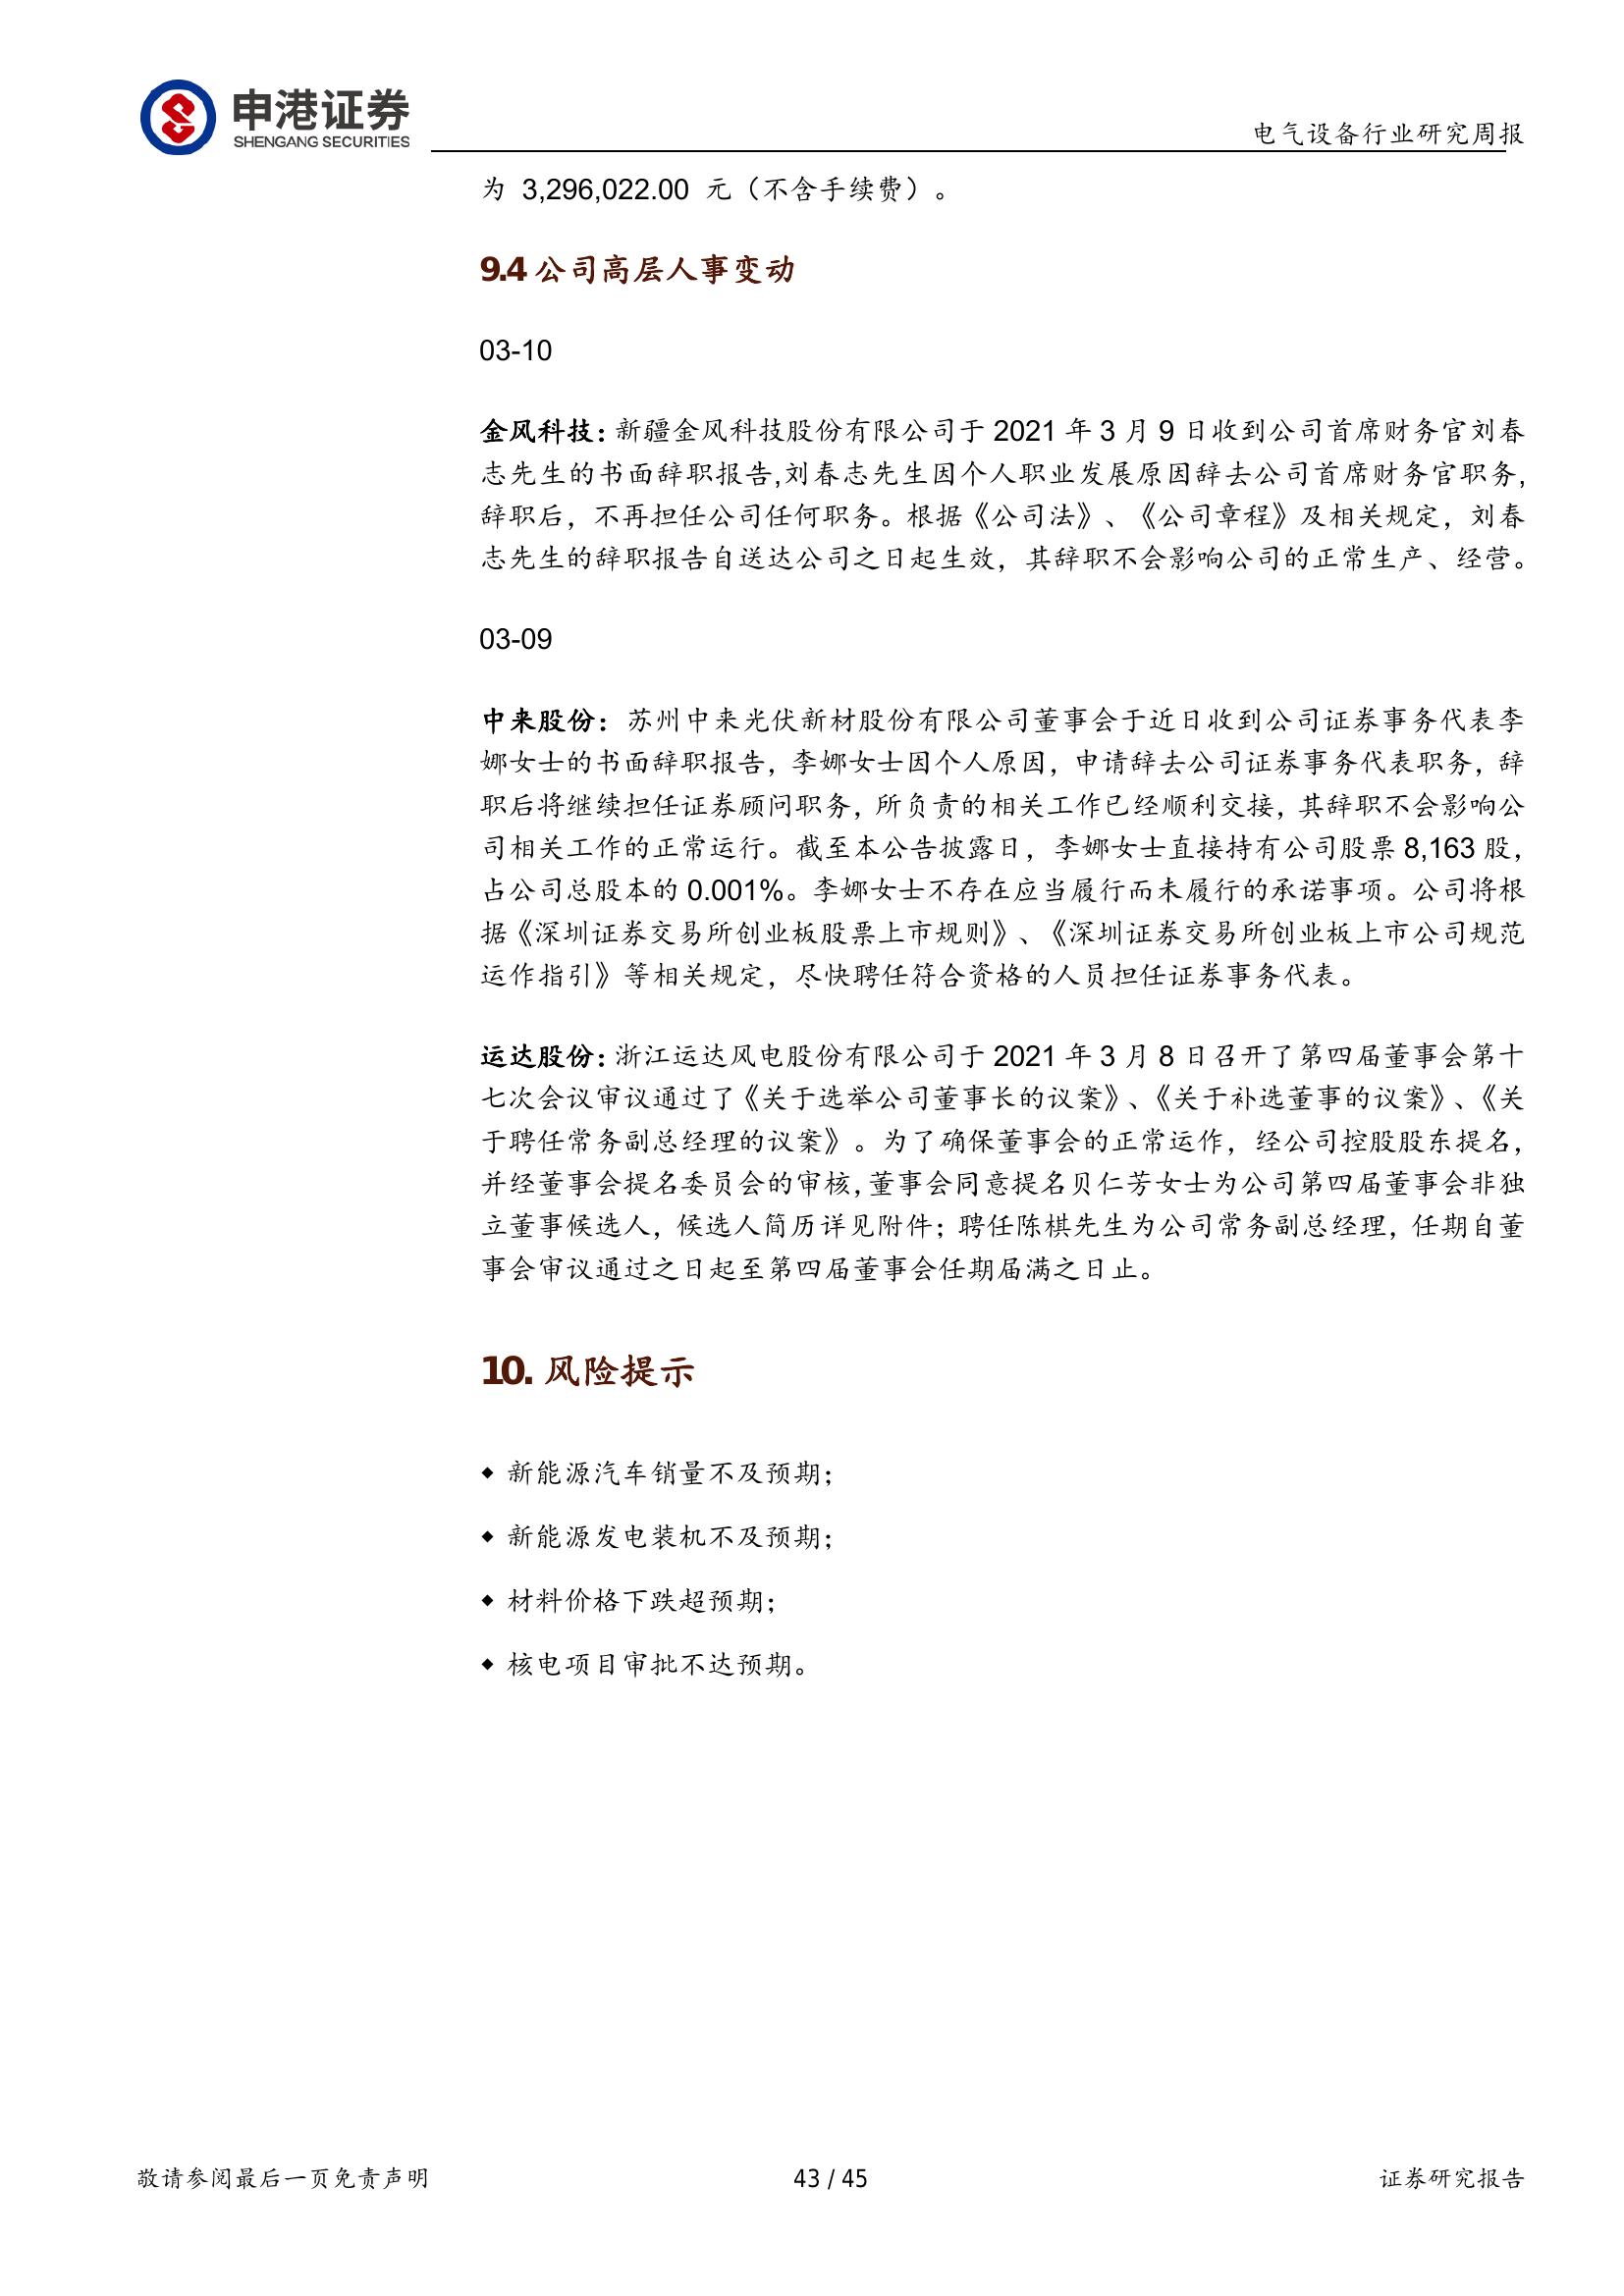 申港证券
SHENGANG SECURITIES
电气设备行业研究周报
为 3,296,022.00 元（不含手续费）。
9.4 公司高层人事变动
03-10
金风科技：新疆金风科技股份有限公司于 2021 年 3 月 9 日收到公司首席财务官刘春
志先生的书面辞职报告,刘春志先生因个人职业发展原因辞去公司首席财务官职务,
辞职后，不再担任公司任何职务。根据《公司法》、《公司章程》及相关规定，刘春
志先生的辞职报告自送达公司之日起生效，其辞职不会影响公司的正常生产、经营。
03-09
中来股份：苏州中来光伏新材股份有限公司董事会于近日收到公司证券事务代表李
娜女士的书面辞职报告，李娜女士因个人原因，申请辞去公司证券事务代表职务，辞
职后将继续担任证券顾问职务，所负责的相关工作已经顺利交接，其辞职不会影响公
司相关工作的正常运行。截至本公告披露日，李娜女士直接持有公司股票 8,163 股，
占公司总股本的 0.001%。李娜女士不存在应当履行而未履行的承诺事项。公司将根
据《深圳证券交易所创业板股票上市规则》、《深圳证券交易所创业板上市公司规范
运作指引》等相关规定，尽快聘任符合资格的人员担任证券事务代表。
运达股份：浙江运达风电股份有限公司于 2021 年 3 月 8 日召开了第四届董事会第十
七次会议审议通过了《关于选举公司董事长的议案》、《关于补选董事的议案》、《关
于聘任常务副总经理的议案》。为了确保董事会的正常运作，经公司控股股东提名，
并经董事会提名委员会的审核，董事会同意提名贝仁芳女士为公司第四届董事会非独
立董事候选人，候选人简历详见附件；聘任陈棋先生为公司常务副总经理，任期自董
事会审议通过之日起至第四届董事会任期届满之日止。
10. 风险提示
◆ 新能源汽车销量不及预期；
◆ 新能源发电装机不及预期；
◆ 材料价格下跌超预期；
◆ 核电项目审批不达预期。
敬请参阅最后一页免责声明
43 / 45
证券研究报告